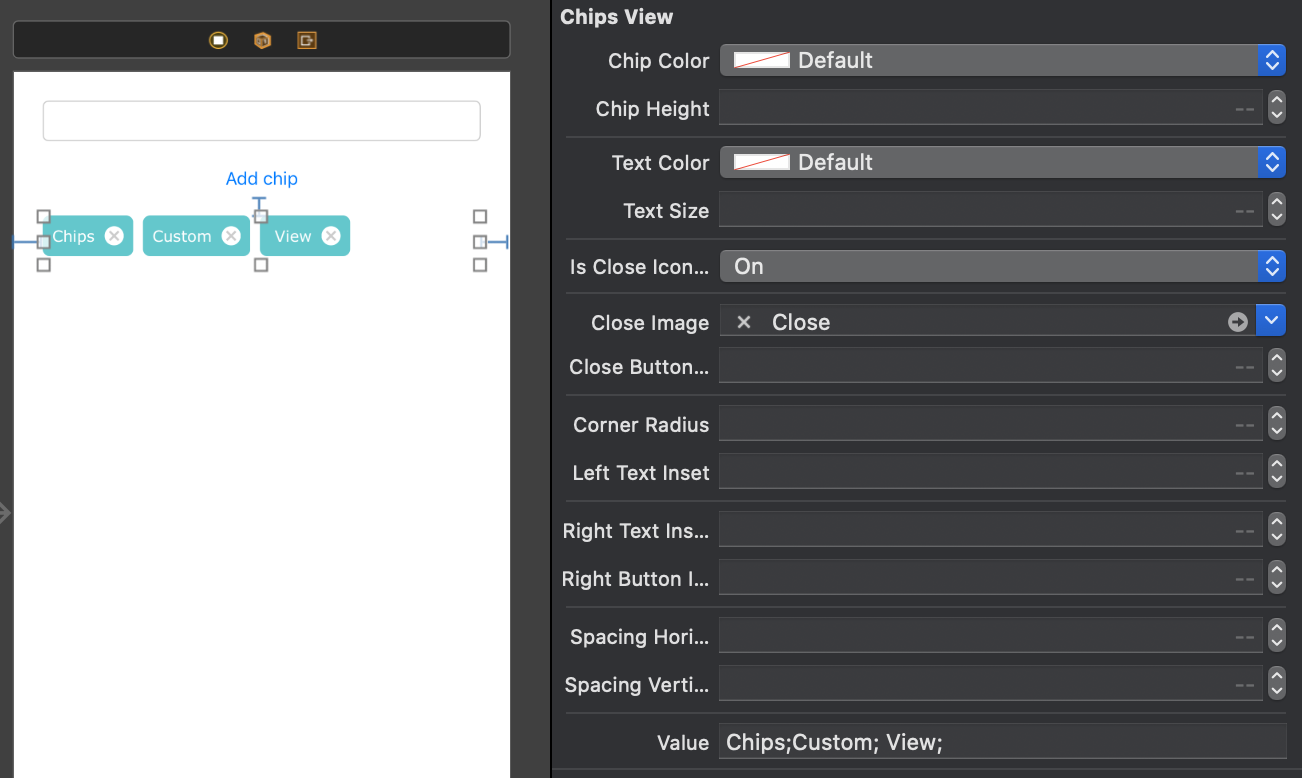 Add chip
Chips Custom View
Chips View
Chip Color Default
Chip Height --
Text Color Default
Text Size --
Is Close Icon... On
Close Image Close
Close Button... --
Corner Radius --
Left Text Inset --
Right Text Ins... --
Right Button I... --
Spacing Hori... --
Spacing Verti... --
Value Chips;Custom; View;